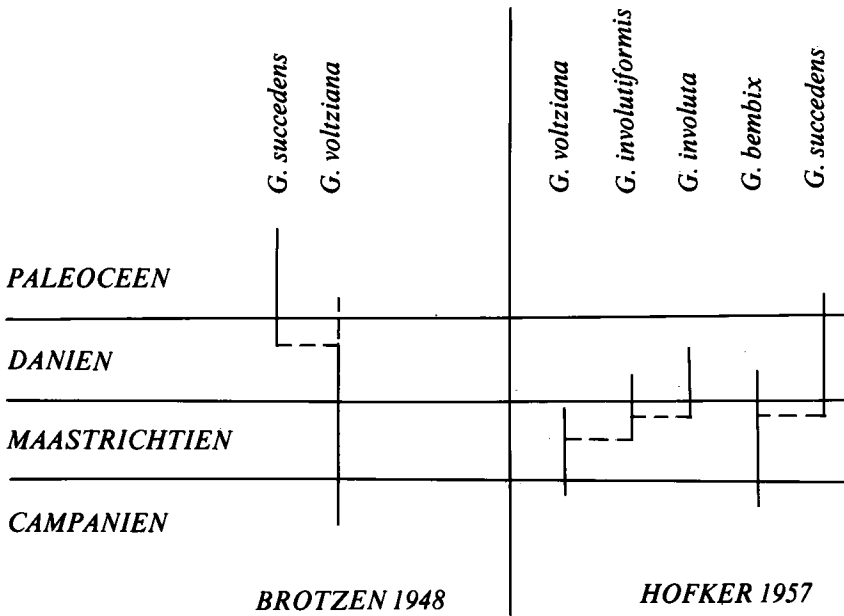 G. succedens
G. voltziana
G. voltziana
G. involutiformis
G. involuta
G. bembix
G. succedens
PALEOCEEN
DANIEN
MAASTRICHTIEN
CAMPANIEN
BROTZEN 1948
HOFKER 1957